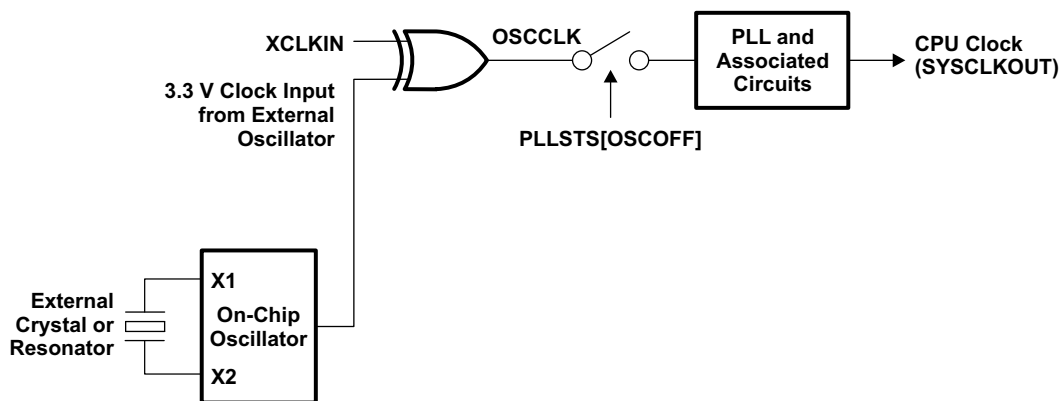 XCLKIN
OSCCLK
PLL and
Associated
Circuits
CPU Clock
(SYSCLKOUT)
3.3 V Clock Input
from External
Oscillator
PLLSTS[OSCOFF]
External
Crystal or
Resonator
X1
On-Chip
Oscillator
X2